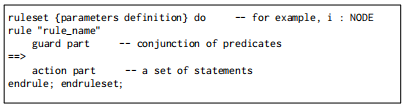 ruleset {parameters definition} do -- for example, i : NODE
rule "rule_name"
guard part -- conjunction of predicates
==>
action part -- a set of statements
endrule; endruleset;